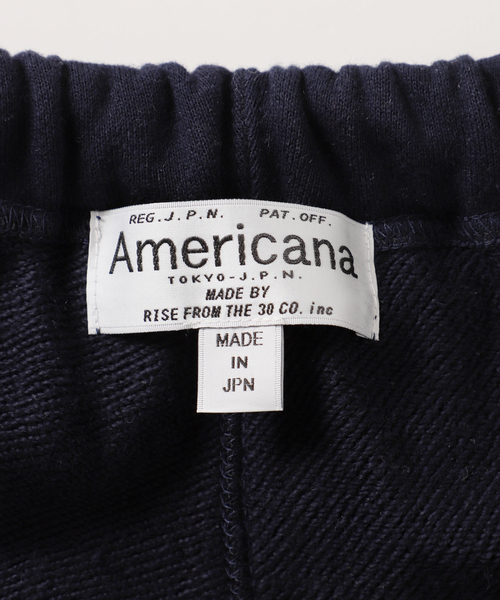 REG.J.P.N. PAT.OFF.
Americana
TOKYO-J.P.N.
MADE BY
RISE FROM THE 30 CO. inc
MADE
IN
JPN